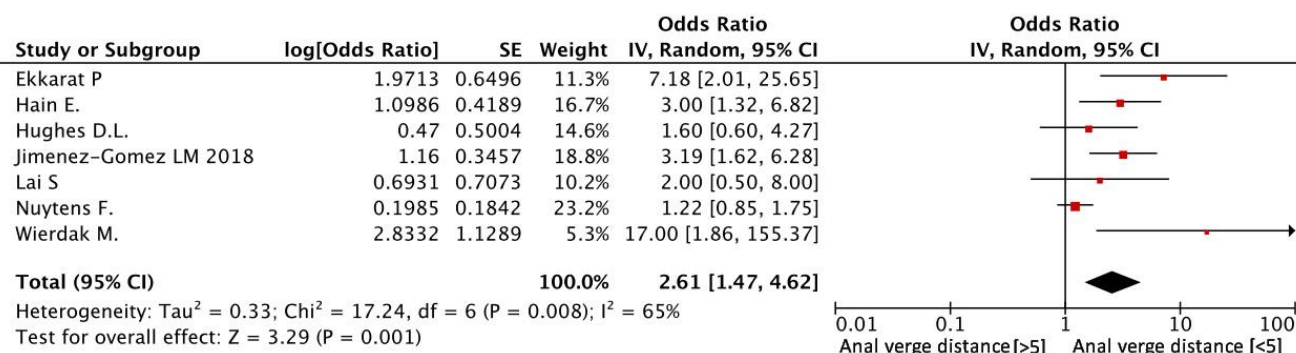 Odds Ratio Odds Ratio
Study or Subgroup log[Odds Ratio] SE Weight IV, Random, 95% CI IV, Random, 95% CI
Ekkarat P 1.9713 0.6496 11.3% 7.18 [2.01, 25.65]
Hain E. 1.0986 0.4189 16.7% 3.00 [1.32, 6.82]
Hughes D.L. 0.47 0.5004 14.6% 1.60 [0.60, 4.27]
Jimenez-Gomez LM 2018 1.16 0.3457 18.8% 3.19 [1.62, 6.28]
Lai S 0.6931 0.7073 10.2% 2.00 [0.50, 8.00]
Nuytens F. 0.1985 0.1842 23.2% 1.22 [0.85, 1.75]
Wierdak M. 2.8332 1.1289 5.3% 17.00 [1.86, 155.37]
Total (95% CI) 100.0% 2.61 [1.47, 4.62]
Heterogeneity: Tau² = 0.33; Chi² = 17.24, df = 6 (P = 0.008); I² = 65%
Test for overall effect: Z = 3.29 (P = 0.001)
0.01 0.1 1 10 100
Anal verge distance [>5] Anal verge distance [<5]